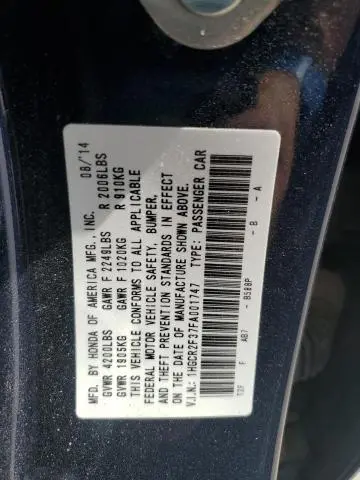 MFD. BY HONDA OF AMERICA MFG., INC. 08/'14
GVWR 4200LBS GAWR F 2249LBS R 2006LBS
GVWR 1905KG GAWR F 1020KG R 910KG
THIS VEHICLE CONFORMS TO ALL APPLICABLE
FEDERAL MOTOR VEHICLE SAFETY, BUMPER,
AND THEFT PREVENTION STANDARDS IN EFFECT
ON THE DATE OF MANUFACTURE SHOWN ABOVE.
V.I.N.: 1HGCR2F37FA001747 TYPE: PASSENGER CAR
T2F F AB7 - B588P - B - A